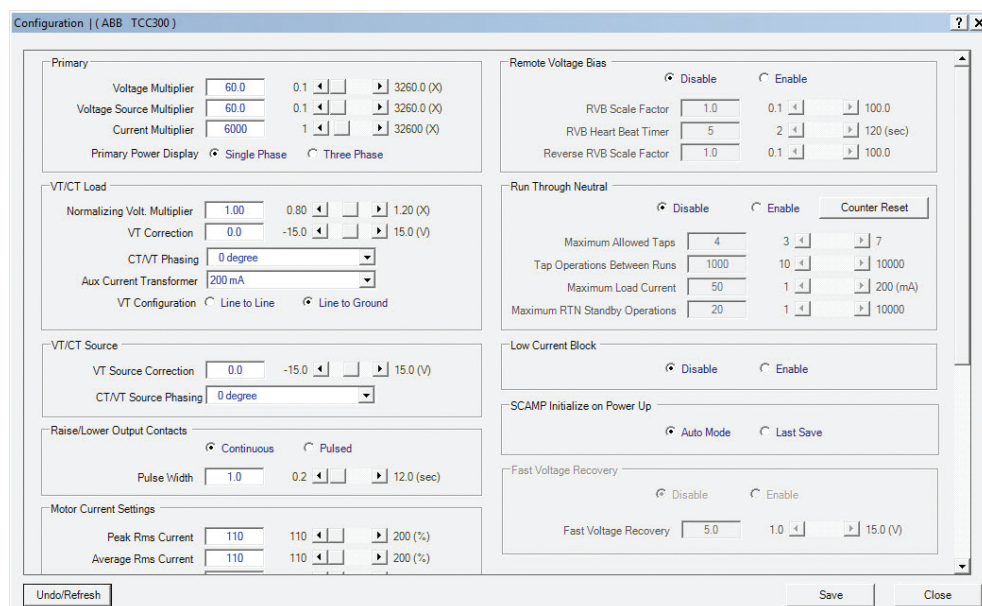 Configuration | ( ABB TCC300 )
Primary
Voltage Multiplier 60.0 0.1 3260.0 (X)
Voltage Source Multiplier 60.0 0.1 3260.0 (X)
Current Multiplier 6000 1 32600 (X)
Primary Power Display Single Phase Three Phase
VT/CT Load
Normalizing Volt. Multiplier 1.00 0.80 1.20 (X)
VT Correction 0.0 -15.0 15.0 (V)
CT/VT Phasing 0 degree
Aux Current Transformer 200 mA
VT Configuration Line to Line Line to Ground
VT/CT Source
VT Source Correction 0.0 -15.0 15.0 (V)
CT/VT Source Phasing 0 degree
Raise/Lower Output Contacts
Continuous Pulsed
Pulse Width 1.0 0.2 12.0 (sec)
Motor Current Settings
Peak Rms Current 110 110 200 (%)
Average Rms Current 110 110 200 (%)
Remote Voltage Bias
Disable Enable
RVB Scale Factor 1.0 0.1 100.0
RVB Heart Beat Timer 5 2 120 (sec)
Reverse RVB Scale Factor 1.0 0.1 100.0
Run Through Neutral
Disable Enable Counter Reset
Maximum Allowed Taps 4 3 7
Tap Operations Between Runs 1000 10 10000
Maximum Load Current 50 1 200 (mA)
Maximum RTN Standby Operations 20 1 10000
Low Current Block
Disable Enable
SCAMP Initialize on Power Up
Auto Mode Last Save
Fast Voltage Recovery
Disable Enable
Fast Voltage Recovery 5.0 1.0 15.0 (V)
Undo/Refresh Save Close